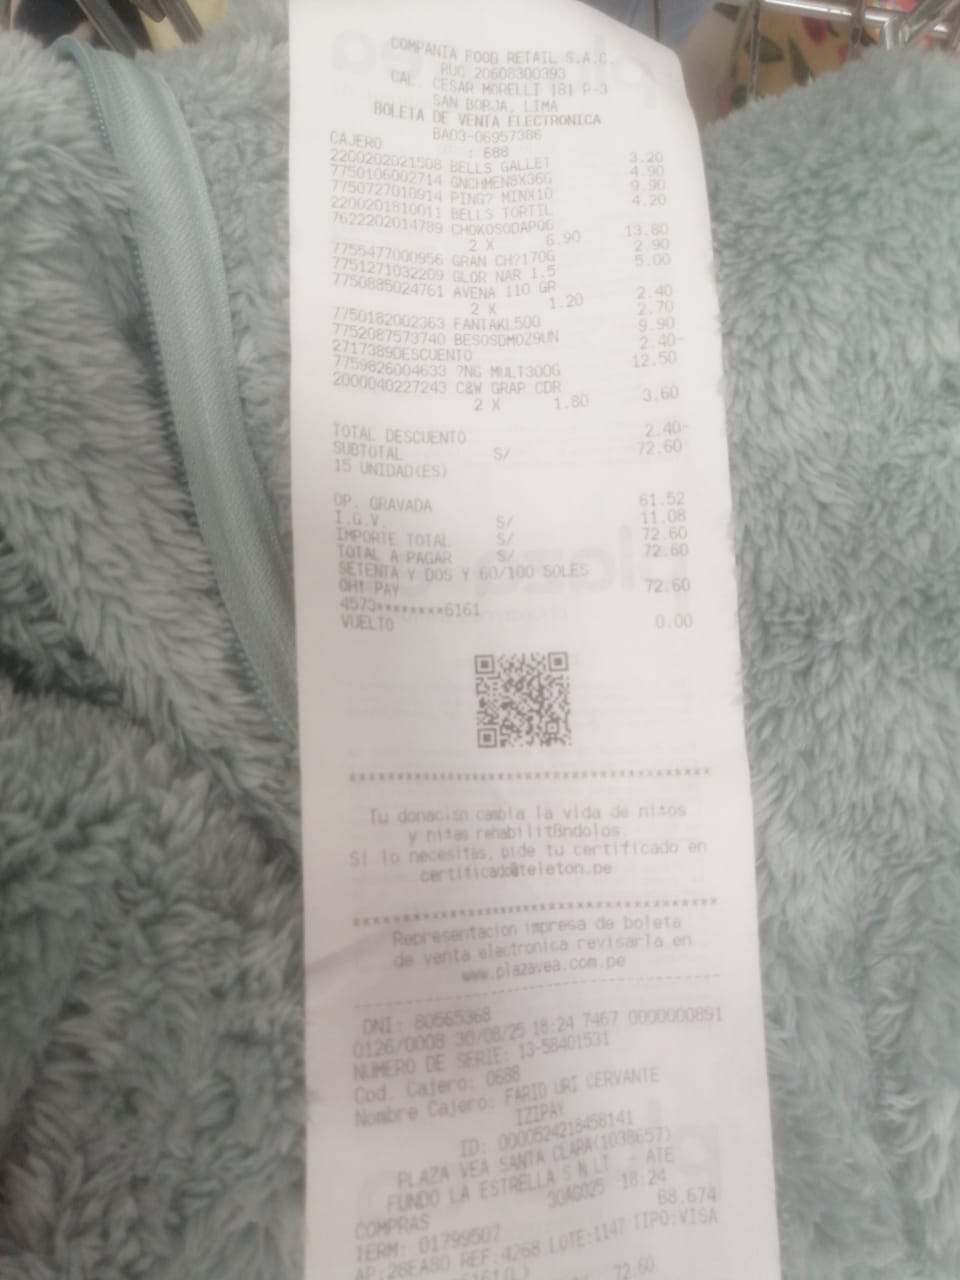 COMPANIA FOOD RETAIL S.A.C.
RUC 20608300393
CAL. CESAR MORELLI 181 P-3
SAN BORJA, LIMA
BOLETA DE VENTA ELECTRONICA
BA03-06957386
CAJERO : 688
2200202021508 BELLS GALLET 3.20
7750106002714 GNCHMEN8X36G 4.90
7750727010914 PING? MINX10 9.90
2200201810011 BELLS TORTIL 4.20
7622202014789 CHOKOSODAPQ6
2 X 6.90 13.80
7755477000956 GRAN CH?170G 2.90
7751271032209 GLOR NAR 1.5 5.00
7750885024761 AVENA 110 GR
2 X 1.20 2.40
7750182002363 FANTAKL500 2.70
7752087573740 BESOSDMOZ9UN 9.90
2717389DESCUENTO 2.40-
7759826004633 ?NG MULT300G 12.50
2000040227243 C&W GRAP CDR
2 X 1.80 3.60
TOTAL DESCUENTO 2.40-
SUBTOTAL S/ 72.60
15 UNIDAD(ES)
OP. GRAVADA 61.52
I.G.V. S/ 11.08
IMPORTE TOTAL S/ 72.60
TOTAL A PAGAR S/ 72.60
SETENTA Y DOS Y 60/100 SOLES
OH! PAY 72.60
4573********6161
VUELTO 0.00
Tu donacisn cambia la vida de nitos
y nitas rehabilitßndolos.
Si lo necesitas, pide tu certificado en
certificado@teleton.pe
Representacion impresa de boleta
de venta electronica revisarla en
www.plazavea.com.pe
DNI: 80565368
0126/0008 30/08/25 18:24 7467 0000000891
NUMERO DE SERIE: 13-58401531
Cod. Cajero: 0688
Nombre Cajero: FARID URI CERVANTE
IZIPAY
ID: 0000524218458141
PLAZA VEA SANTA CLARA(1038657)
FUNDO LA ESTRELLA S N LT - ATE
30AGO25 18:24
COMPRAS B8.674
TERM: 01799507
AP:28EA80 REF:4268 LOTE:1147 TIPO:VISA
6161(L)
72.60